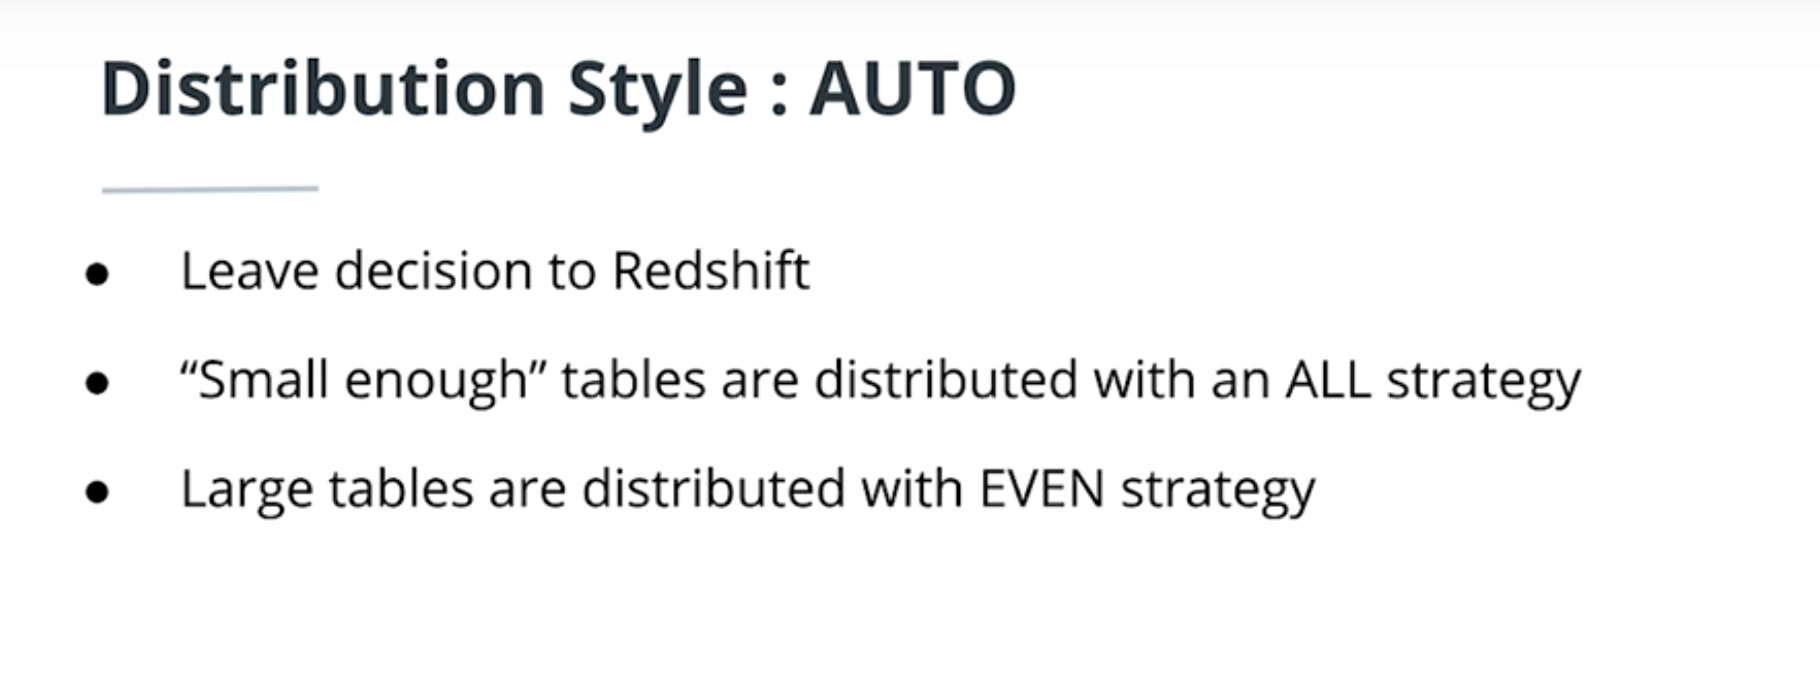 Distribution Style : AUTO
● Leave decision to Redshift
● “Small enough” tables are distributed with an ALL strategy
● Large tables are distributed with EVEN strategy